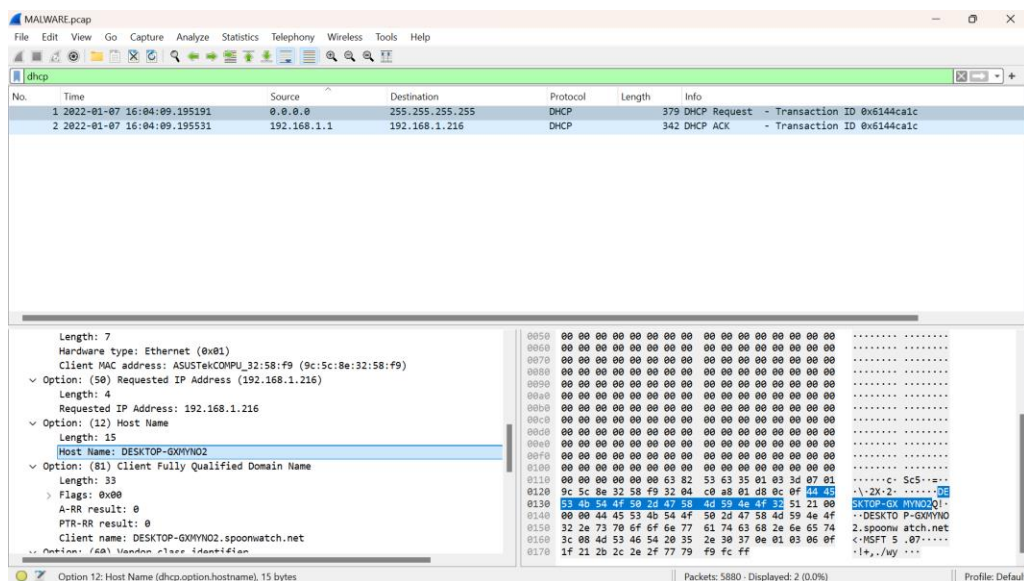 MALWARE.pcap
File Edit View Go Capture Analyze Statistics Telephony Wireless Tools Help
dhcp
No. Time Source Destination Protocol Length Info
1 2022-01-07 16:04:09.195191 0.0.0.0 255.255.255.255 DHCP 379 DHCP Request - Transaction ID 0x6144ca1c
2 2022-01-07 16:04:09.195531 192.168.1.1 192.168.1.216 DHCP 342 DHCP ACK - Transaction ID 0x6144ca1c
Length: 7
Hardware type: Ethernet (0x01)
Client MAC address: ASUSTekCOMPU_32:58:f9 (9c:5c:8e:32:58:f9)
Option: (50) Requested IP Address (192.168.1.216)
Length: 4
Requested IP Address: 192.168.1.216
Option: (12) Host Name
Length: 15
Host Name: DESKTOP-GXMYNO2
Option: (81) Client Fully Qualified Domain Name
Length: 33
> Flags: 0x00
A-RR result: 0
PTR-RR result: 0
Client name: DESKTOP-GXMYNO2.spoonwatch.net
Option: (60) Vendor class identifier
0050 00 00 00 00 00 00 00 00 00 00 00 00 00 00 00 00 ········ ········
0060 00 00 00 00 00 00 00 00 00 00 00 00 00 00 00 00 ········ ········
0070 00 00 00 00 00 00 00 00 00 00 00 00 00 00 00 00 ········ ········
0080 00 00 00 00 00 00 00 00 00 00 00 00 00 00 00 00 ········ ········
0090 00 00 00 00 00 00 00 00 00 00 00 00 00 00 00 00 ········ ········
00a0 00 00 00 00 00 00 00 00 00 00 00 00 00 00 00 00 ········ ········
00b0 00 00 00 00 00 00 00 00 00 00 00 00 00 00 00 00 ········ ········
00c0 00 00 00 00 00 00 00 00 00 00 00 00 00 00 00 00 ········ ········
00d0 00 00 00 00 00 00 00 00 00 00 00 00 00 00 00 00 ········ ········
00e0 00 00 00 00 00 00 00 00 00 00 00 00 00 00 00 00 ········ ········
00f0 00 00 00 00 00 00 00 00 00 00 00 00 00 00 00 00 ········ ········
0100 00 00 00 00 00 00 00 00 00 00 00 00 00 00 00 00 ········ ········
0110 00 00 00 00 00 00 63 82 53 63 35 01 03 3d 07 01 ······c· Sc5··=··
0120 9c 5c 8e 32 58 f9 32 04 c0 a8 01 d8 0c 0f 44 45 ·\·2X·2· ······DE
0130 53 4b 54 4f 50 2d 47 58 4d 59 4e 4f 32 51 21 00 SKTOP-GX MYNO2Q!·
0140 00 00 44 45 53 4b 54 4f 50 2d 47 58 4d 59 4e 4f ··DESKTO P-GXMYNO
0150 32 2e 73 70 6f 6f 6e 77 61 74 63 68 2e 6e 65 74 2.spoonw atch.net
0160 3c 08 4d 53 46 54 20 35 2e 30 37 0e 01 03 06 0f <·MSFT 5 .07·····
0170 1f 21 2b 2c 2e 2f 77 79 f9 fc ff ·!+,./wy ···
Option 12: Host Name (dhcp.option.hostname), 15 bytes
Packets: 5880 · Displayed: 2 (0.0%)
Profile: Defaul